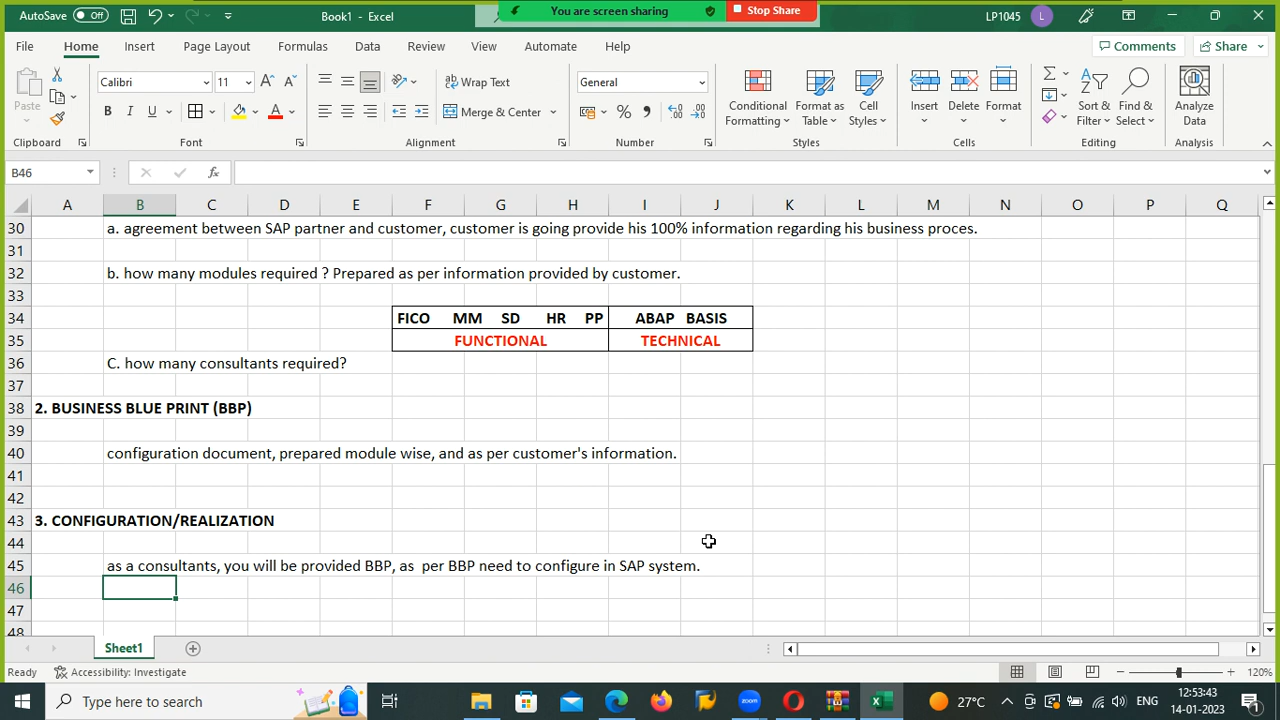 AutoSave Off Book1 - Excel You are screen sharing Stop Share LP1045 L
File Home Insert Page Layout Formulas Data Review View Automate Help Comments Share
Paste Calibri 11 Wrap Text General Conditional Formatting Format as Table Cell Styles Insert Delete Format Sort & Filter Find & Select Analyze Data
B I U Merge & Center
Clipboard Font Alignment Number Styles Cells Editing Analysis
B46 fx
A B C D E F G H I J K L M N O P Q
30 a. agreement between SAP partner and customer, customer is going provide his 100% information regarding his business proces.
31
32 b. how many modules required ? Prepared as per information provided by customer.
33
34 FICO MM SD HR PP ABAP BASIS
35 FUNCTIONAL TECHNICAL
36 C. how many consultants required?
37
38 2. BUSINESS BLUE PRINT (BBP)
39
40 configuration document, prepared module wise, and as per customer's information.
41
42
43 3. CONFIGURATION/REALIZATION
44
45 as a consultants, you will be provided BBP, as per BBP need to configure in SAP system.
46
47
48
Sheet1
Ready Accessibility: Investigate 120%
Type here to search zoom 27°C ENG 12:53:43
14-01-2023 1